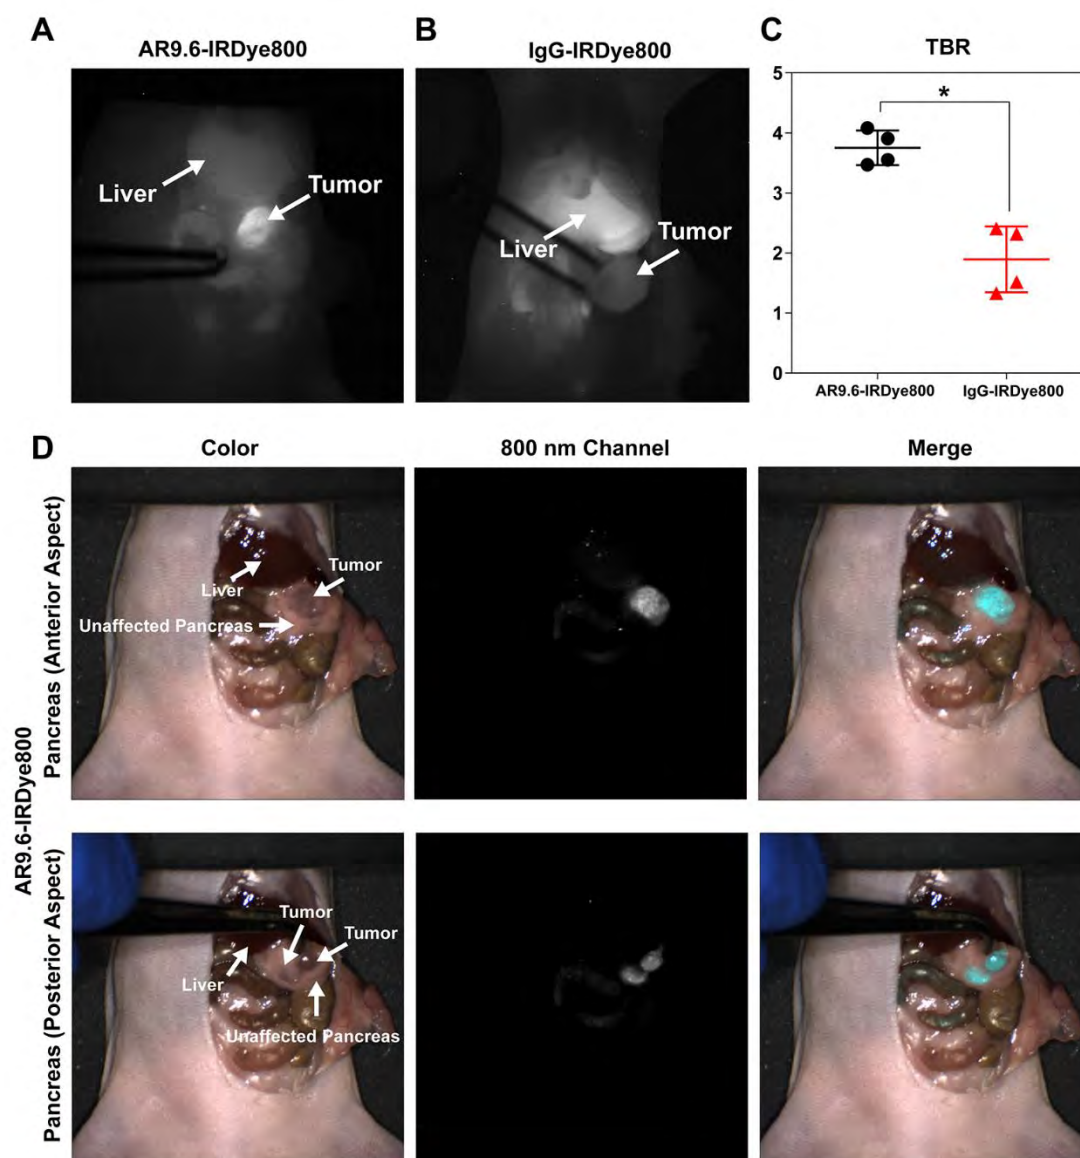 A
AR9.6-IRDye800
Liver
Tumor
B
IgG-IRDye800
Liver
Tumor
C
TBR
5
4
3
2
1
0
*
AR9.6-IRDye800
IgG-IRDye800
D
Color
800 nm Channel
Merge
AR9.6-IRDye800
Pancreas (Anterior Aspect)
Liver
Tumor
Unaffected Pancreas
Pancreas (Posterior Aspect)
Tumor
Tumor
Liver
Unaffected Pancreas